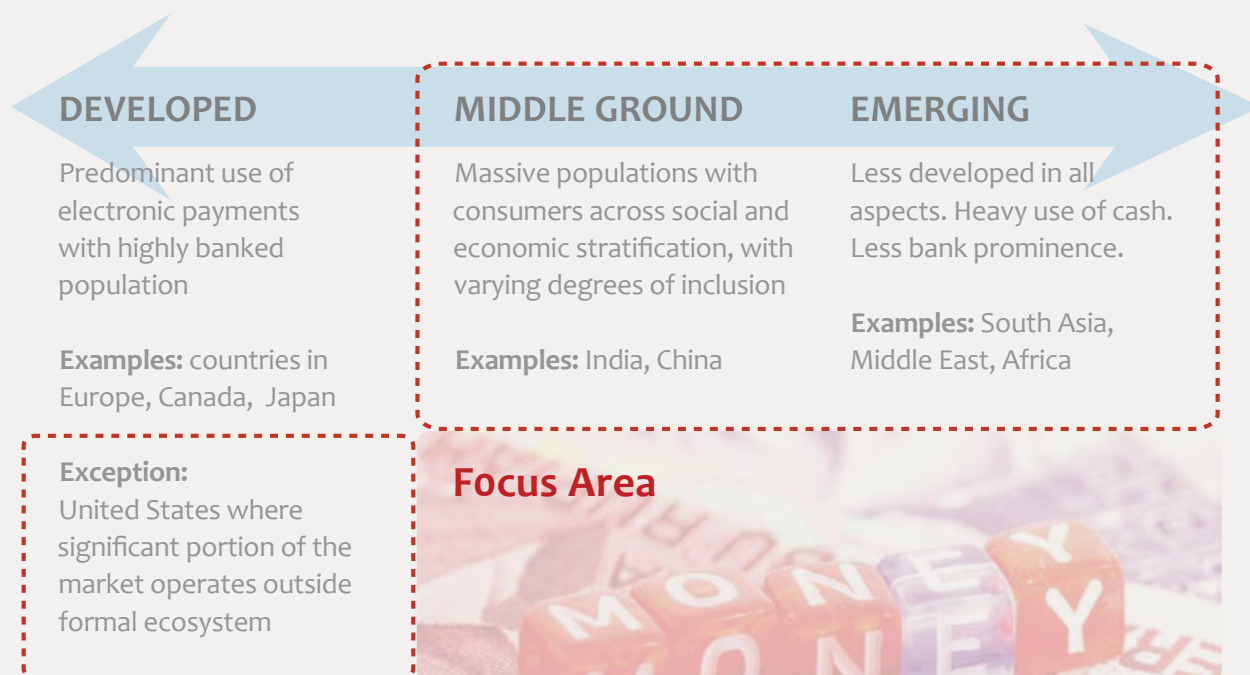 DEVELOPED
Predominant use of
electronic payments
with highly banked
population
Examples: countries in
Europe, Canada, Japan
Exception:
United States where
significant portion of the
market operates outside
formal ecosystem
MIDDLE GROUND
Massive populations with
consumers across social and
economic stratification, with
varying degrees of inclusion
Examples: India, China
EMERGING
Less developed in all
aspects. Heavy use of cash.
Less bank prominence.
Examples: South Asia,
Middle East, Africa
Focus Area
MONEY
MONEY